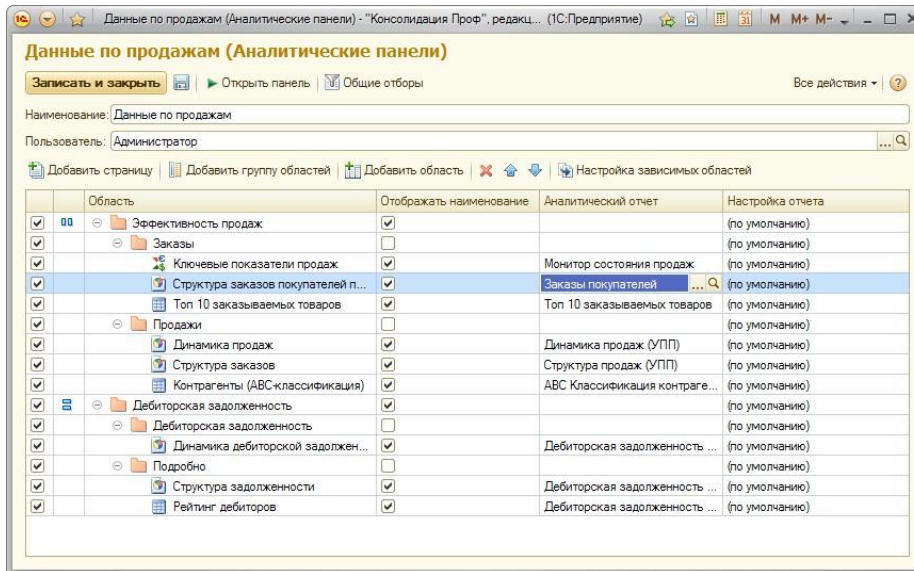 Данные по продажам (Аналитические панели) - "Консолидация Проф", редакц... (1С:Предприятие) M M+ M-
Данные по продажам (Аналитические панели)
Записать и закрыть Открыть панель Общие отборы Все действия
Наименование: Данные по продажам
Пользователь: Администратор ...
Добавить страницу Добавить группу областей Добавить область Настройка зависимых областей
Область Отображать наименование Аналитический отчет Настройка отчета
Эффективность продаж (по умолчанию)
Заказы (по умолчанию)
Ключевые показатели продаж Монитор состояния продаж (по умолчанию)
Структура заказов покупателей п... Заказы покупателей ... (по умолчанию)
Топ 10 заказываемых товаров Топ 10 заказываемых товаров (по умолчанию)
Продажи (по умолчанию)
Динамика продаж Динамика продаж (УПП) (по умолчанию)
Структура заказов Структура продаж (УПП) (по умолчанию)
Контрагенты (ABC-классификация) ABC Классификация контраге... (по умолчанию)
Дебиторская задолженность (по умолчанию)
Дебиторская задолженность (по умолчанию)
Динамика дебиторской задолжен... Дебиторская задолженность ... (по умолчанию)
Подробно (по умолчанию)
Структура задолженности Дебиторская задолженность ... (по умолчанию)
Рейтинг дебиторов Дебиторская задолженность ... (по умолчанию)